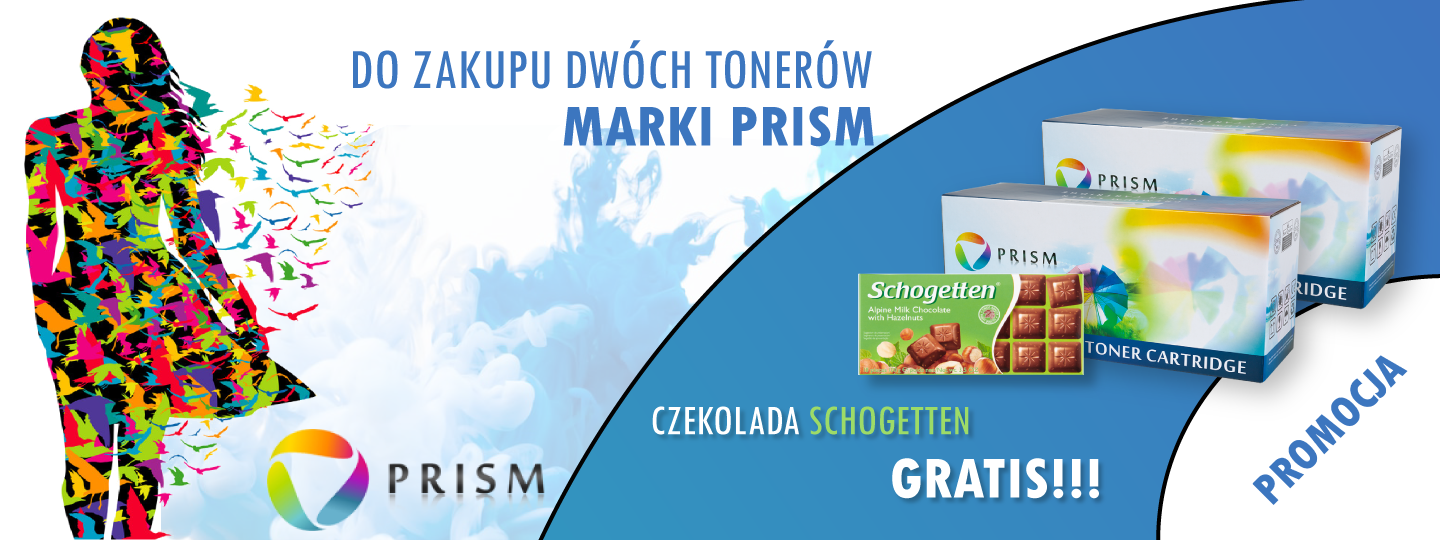 DO ZAKUPU DWÓCH TONERÓW
MARKI PRISM
PRISM
PRISM
RIDGE
TONER CARTRIDGE
Schogetten®
Alpine Milk Chocolate
with Hazelnuts
CZEKOLADA SCHOGETTEN
GRATIS!!!
PROMOCJA
PRISM